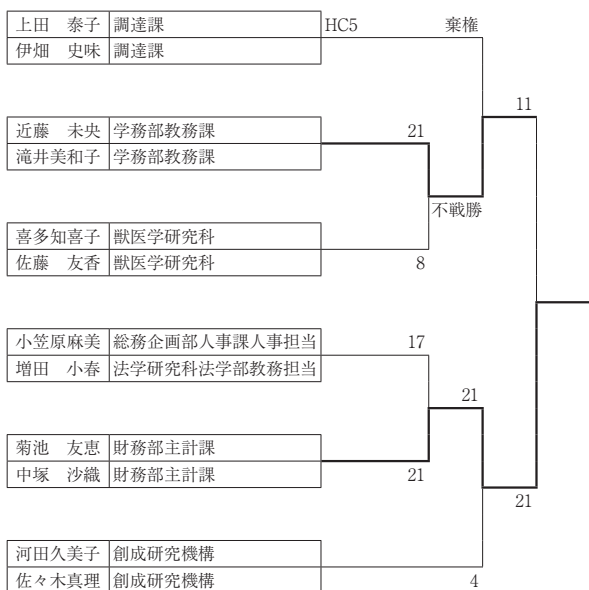 上田　泰子 調達課 HC5 棄権
伊畑　史味 調達課
11
近藤　未央 学務部教務課 21
滝井美和子 学務部教務課
不戦勝
喜多知喜子 獣医学研究科
佐藤　友香 獣医学研究科 8
小笠原麻美 総務企画部人事課人事担当 17
増田　小春 法学研究科法学部教務担当
21
菊池　友恵 財務部主計課
中塚　沙織 財務部主計課 21
21
河田久美子 創成研究機構
佐々木真理 創成研究機構 4